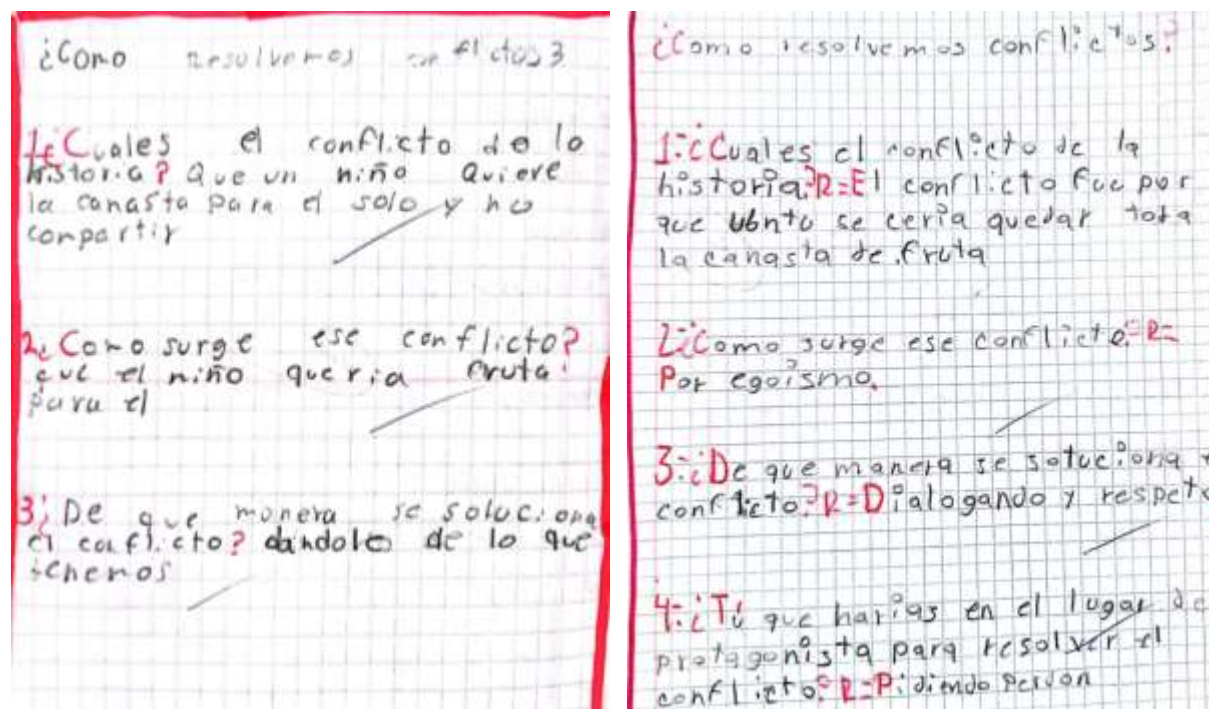 ¿Como resolvemos conflictos?
1¿Cuales el conflicto de la
historia? Que un niño Quiere
la canasta para el solo y no
compartir
2¿Como surge ese conflicto?
que el niño queria fruta
para el
3¿De que manera se soluciona
el conflicto? dandole de lo que
tenemos
¿Como resolvemos conflictos?
1=¿Cuales el conflicto de la
historia?R=El conflicto fue por
que Ubntu se ceria quedar tota
la canasta de fruta
2=¿Como surge ese conflicto?R=
Por egoismo.
3=¿De que manera se soluciona
conflicto?R=Dialogando y respeto
4=¿Tú que harias en el lugar de
protagonista para resolver el
conflicto?R=Pidiendo perdon